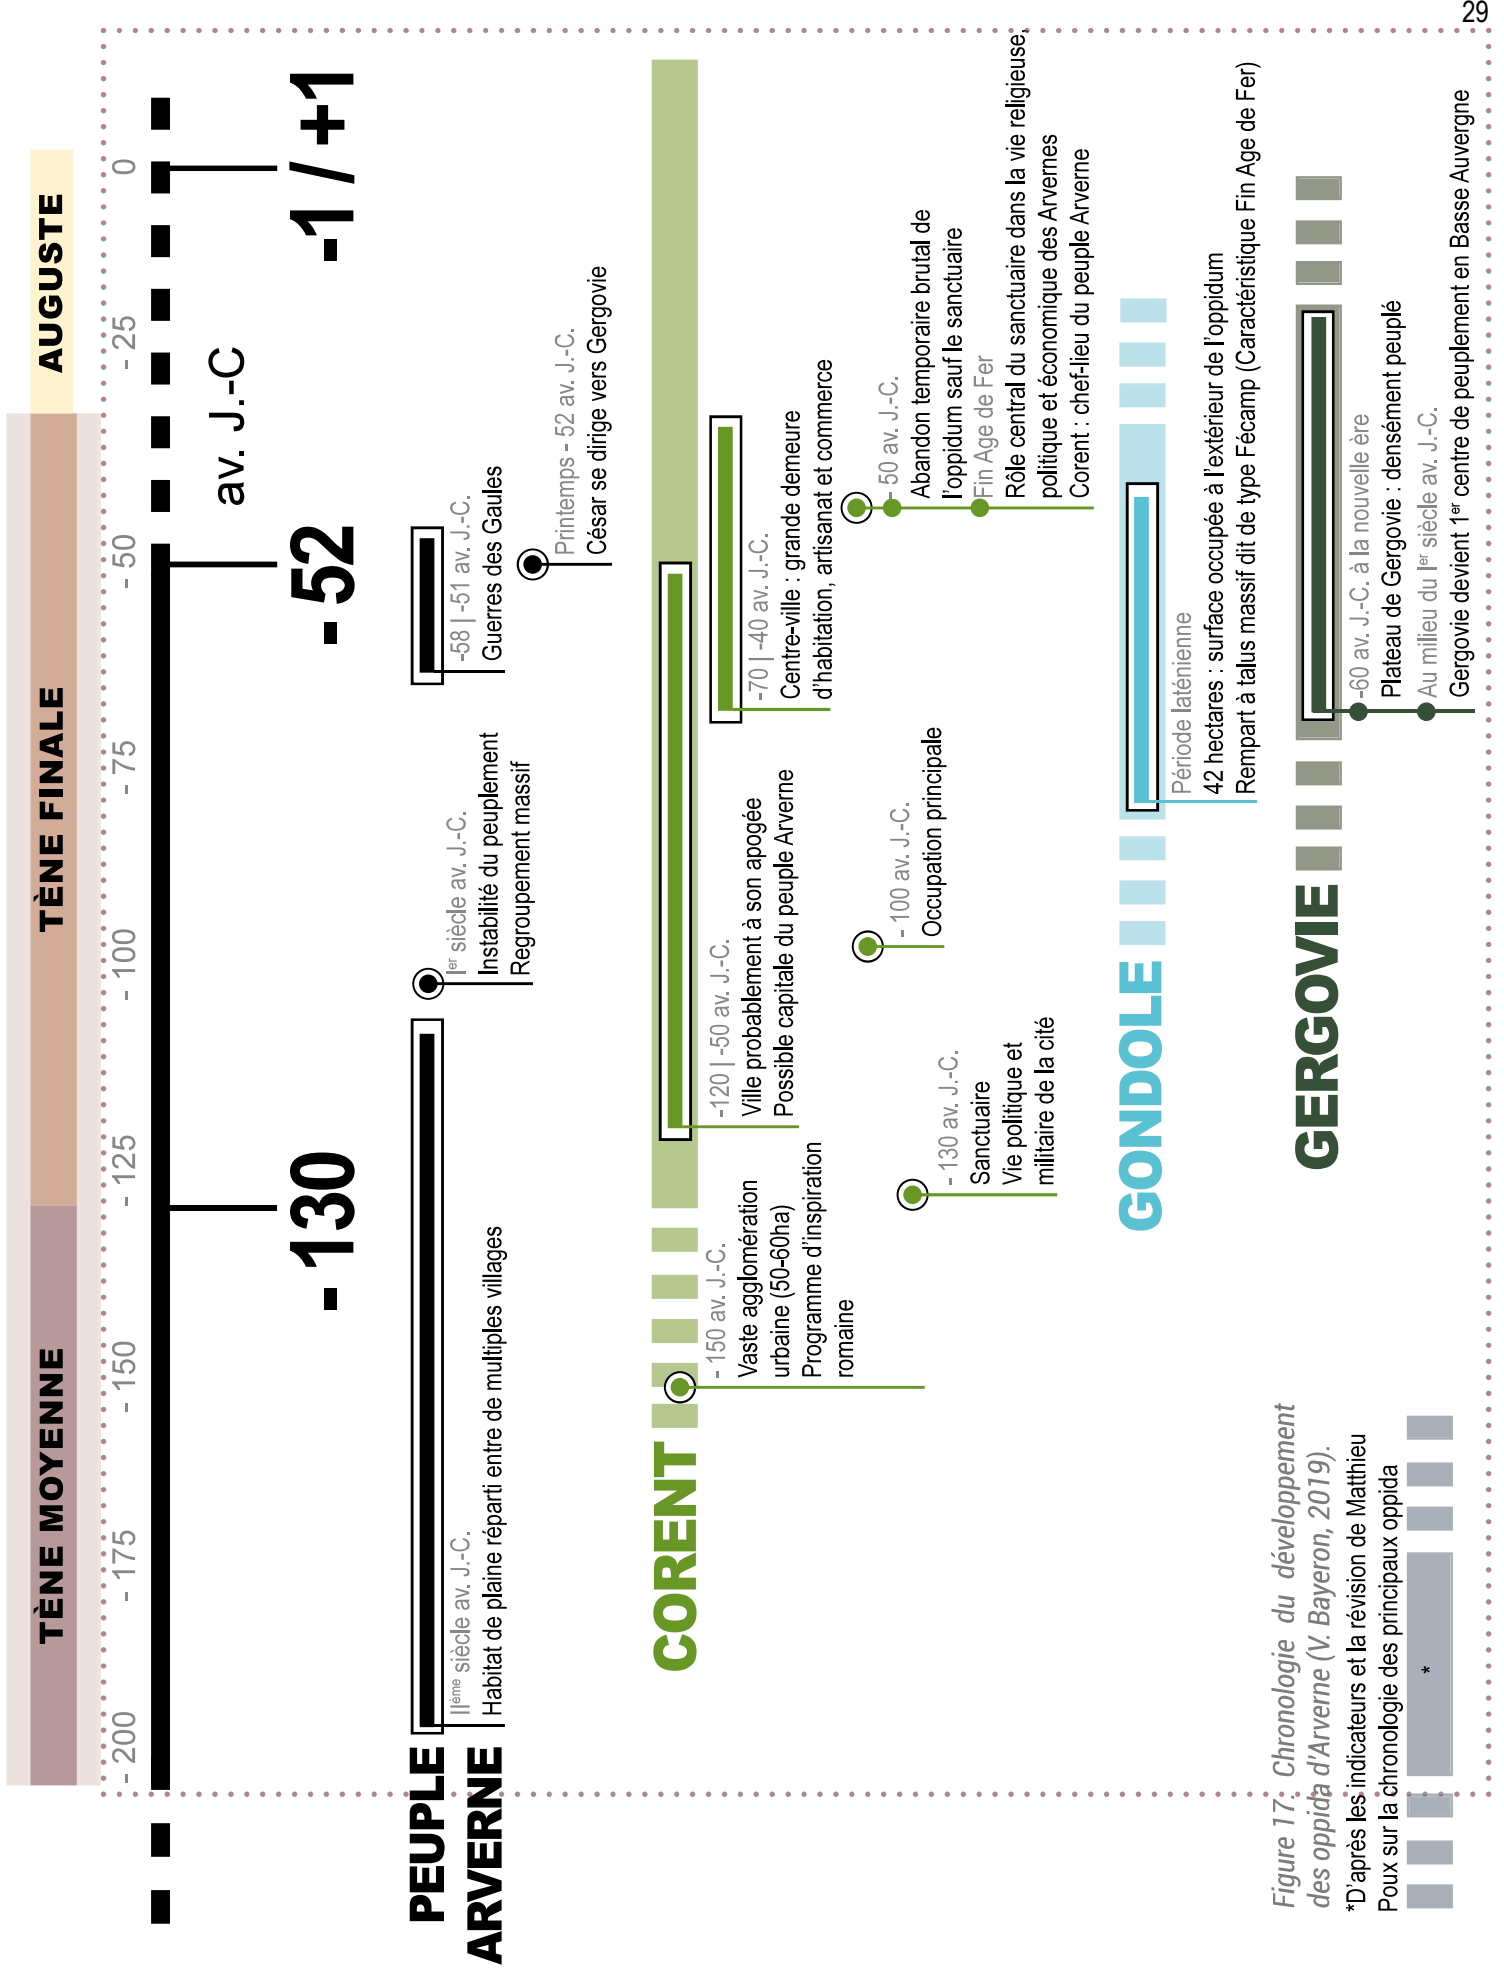 29
TÈNE MOYENNE
TÈNE FINALE
AUGUSTE
- 200
- 175
- 150
- 125
- 100
- 75
- 50
- 25
0
av. J.-C
- 130
- 52
-1 / +1
PEUPLE
ARVERNE
IIème siècle av. J.-C.
Habitat de plaine réparti entre de multiples villages
Ier siècle av. J.-C.
Instabilité du peuplement
Regroupement massif
-58 | -51 av. J.-C.
Guerres des Gaules
Printemps - 52 av. J.-C.
César se dirige vers Gergovie
CORENT
- 150 av. J.-C.
Vaste agglomération
urbaine (50-60ha)
Programme d'inspiration
romaine
-120 | -50 av. J.-C.
Ville probablement à son apogée
Possible capitale du peuple Arverne
-70 | -40 av. J.-C.
Centre-ville : grande demeure
d'habitation, artisanat et commerce
- 130 av. J.-C.
Sanctuaire
Vie politique et
militaire de la cité
- 100 av. J.-C.
Occupation principale
- 50 av. J.-C.
Abandon temporaire brutal de
l'oppidum sauf le sanctuaire
Fin Age de Fer
Rôle central du sanctuaire dans la vie religieuse,
politique et économique des Arvernes
Corent : chef-lieu du peuple Arverne
GONDOLE
Période laténienne
42 hectares : surface occupée à l'extérieur de l'oppidum
Rempart à talus massif dit de type Fécamp (Caractéristique Fin Age de Fer)
GERGOVIE
-60 av. J.-C. à la nouvelle ère
Plateau de Gergovie : densément peuplé
Au milieu du Ier siècle av. J.-C.
Gergovie devient 1er centre de peuplement en Basse Auvergne
Figure 17. Chronologie du développement
des oppida d'Arverne (V. Bayeron, 2019).
*D'après les indicateurs et la révision de Matthieu
Poux sur la chronologie des principaux oppida
*